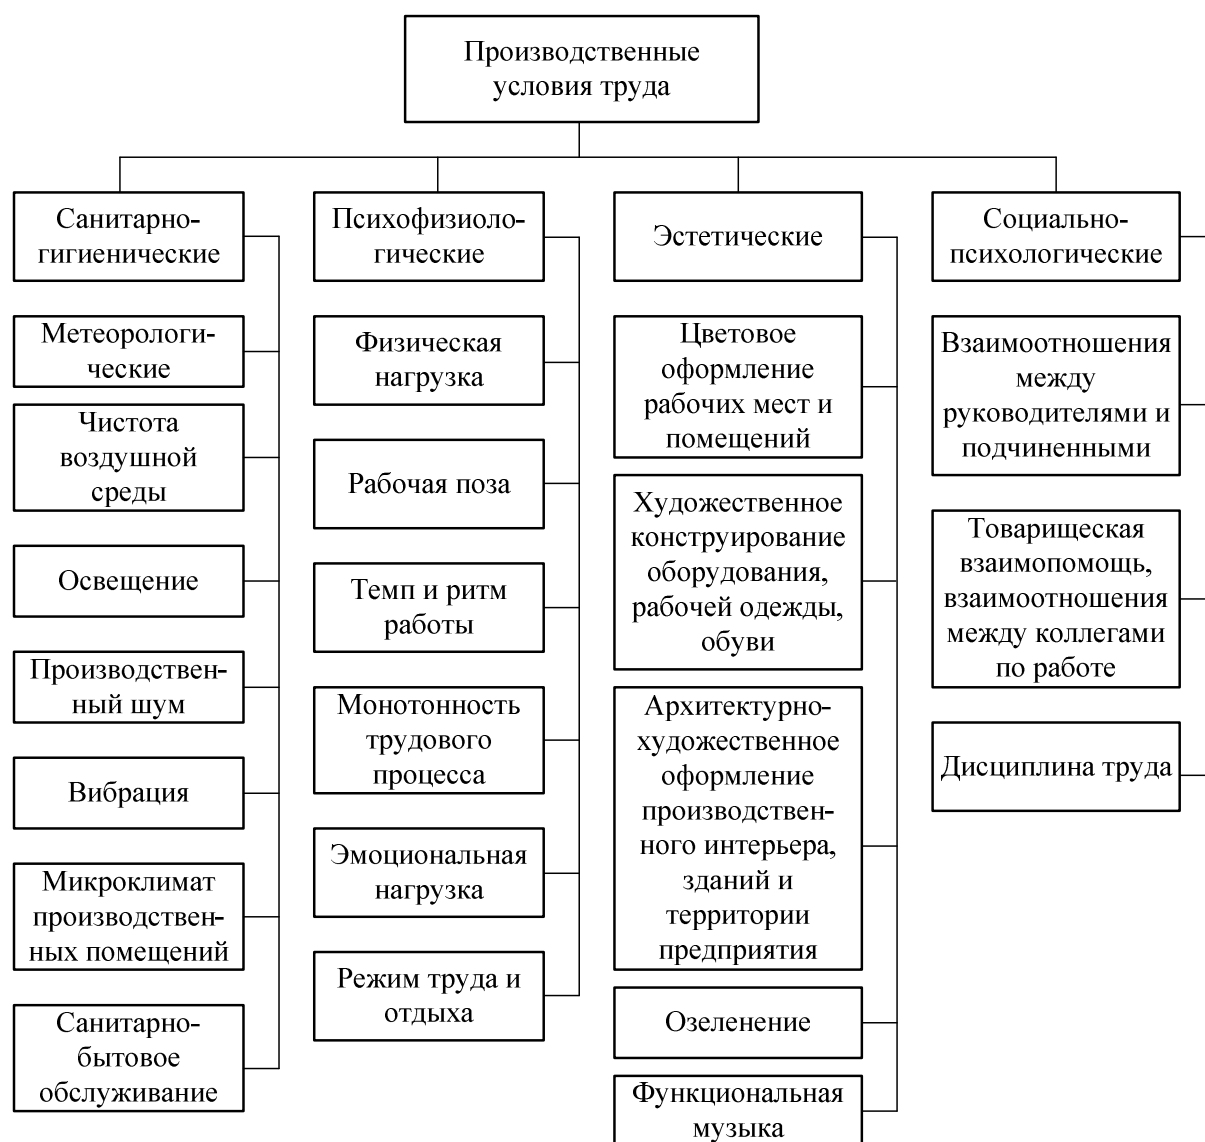 Производственные
условия труда
Санитарно-
гигиенические
Метеорологи-
ческие
Чистота
воздушной
среды
Освещение
Производствен-
ный шум
Вибрация
Микроклимат
производствен-
ных помещений
Санитарно-
бытовое
обслуживание
Психофизиоло-
гические
Физическая
нагрузка
Рабочая поза
Темп и ритм
работы
Монотонность
трудового
процесса
Эмоциональная
нагрузка
Режим труда и
отдыха
Эстетические
Цветовое
оформление
рабочих мест и
помещений
Художественное
конструирование
оборудования,
рабочей одежды,
обуви
Архитектурно-
художественное
оформление
производствен-
ного интерьера,
зданий и
территории
предприятия
Озеленение
Функциональная
музыка
Социально-
психологические
Взаимоотношения
между
руководителями и
подчиненными
Товарищеская
взаимопомощь,
взаимоотношения
между коллегами
по работе
Дисциплина труда